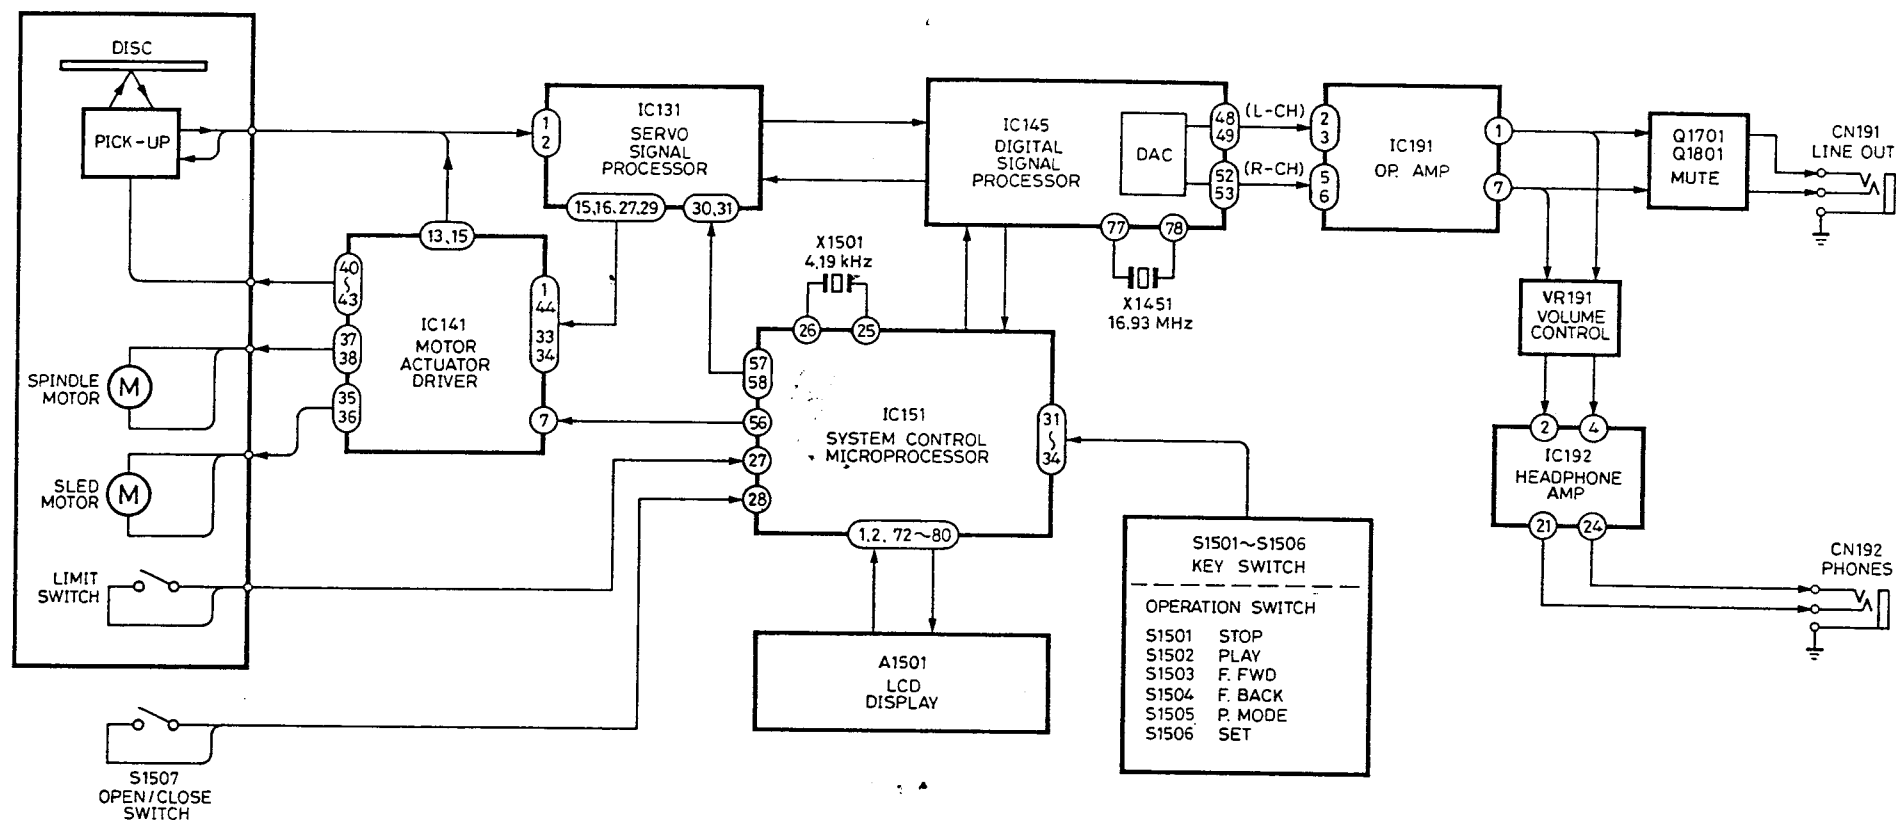 DISC
PICK-UP
SPINDLE
MOTOR
M
SLED
MOTOR
M
LIMIT
SWITCH
S1507
OPEN/CLOSE
SWITCH
IC131
SERVO
SIGNAL
PROCESSOR
1
2
15,16,27,29
30,31
13,15
40
43
37
38
35
36
IC141
MOTOR
ACTUATOR
DRIVER
1
44
33
34
7
X1501
4.19 kHz
26
25
57
58
56
27
28
IC151
SYSTEM CONTROL
MICROPROCESSOR
31
34
1,2, 72~80
A1501
LCD
DISPLAY
IC145
DIGITAL
SIGNAL
PROCESSOR
DAC
48
49
52
53
77
78
X1451
16.93 MHz
(L-CH)
(R-CH)
2
3
5
6
IC191
OP. AMP
1
7
Q1701
Q1801
MUTE
CN191
LINE OUT
VR191
VOLUME
CONTROL
2
4
IC192
HEADPHONE
AMP
21
24
CN192
PHONES
S1501~S1506
KEY SWITCH
OPERATION SWITCH
S1501 STOP
S1502 PLAY
S1503 F. FWD
S1504 F. BACK
S1505 P. MODE
S1506 SET